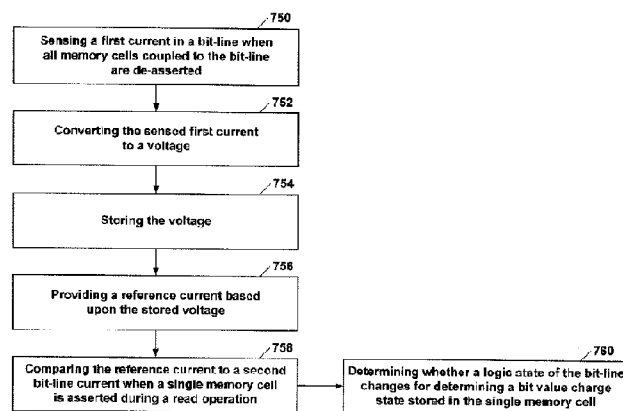 750
Sensing a first current in a bit-line when
all memory cells coupled to the bit-line
are de-asserted
752
Converting the sensed first current
to a voltage
754
Storing the voltage
756
Providing a reference current based
upon the stored voltage
758
Comparing the reference current to a second
bit-line current when a single memory cell
is asserted during a read operation
760
Determining whether a logic state of the bit-line
changes for determining a bit value charge
state stored in the single memory cell